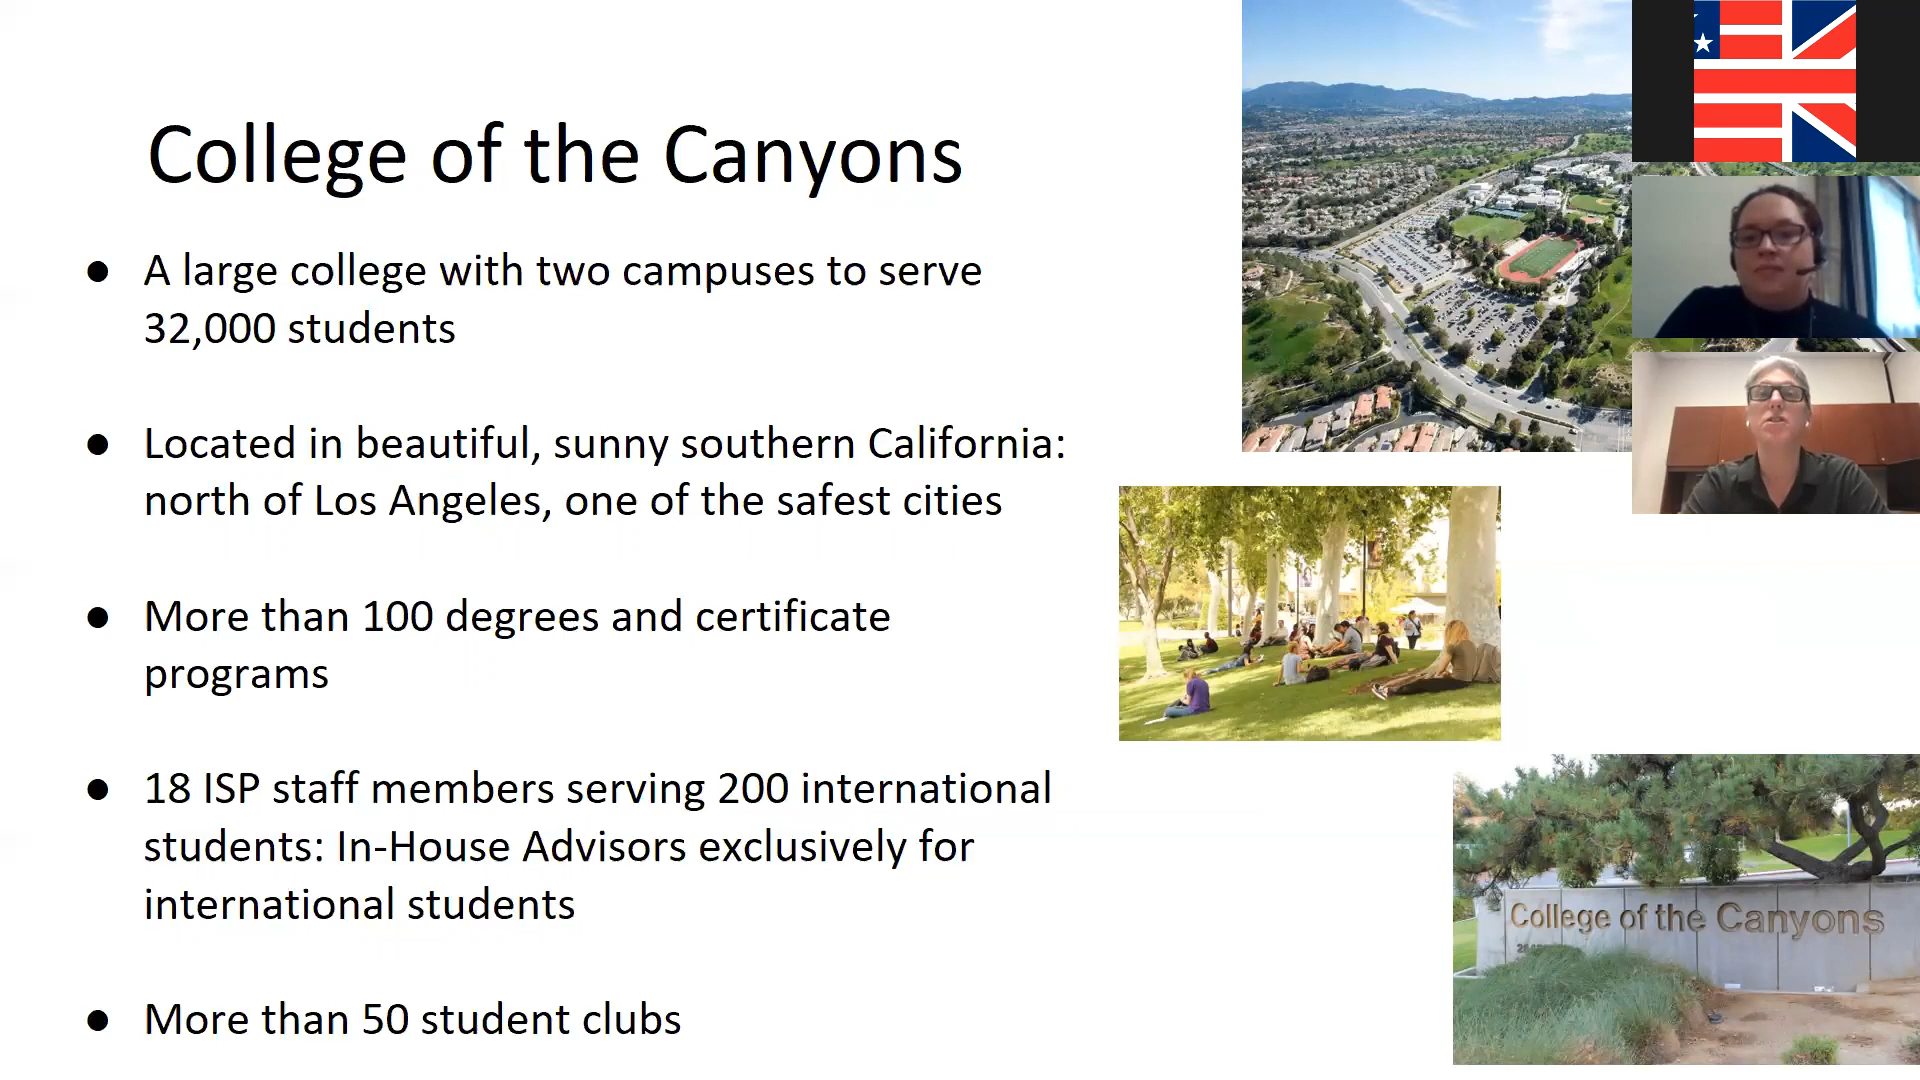 College of the Canyons
● A large college with two campuses to serve
32,000 students
● Located in beautiful, sunny southern California:
north of Los Angeles, one of the safest cities
● More than 100 degrees and certificate
programs
● 18 ISP staff members serving 200 international
students: In-House Advisors exclusively for
international students
● More than 50 student clubs
College of the Canyons